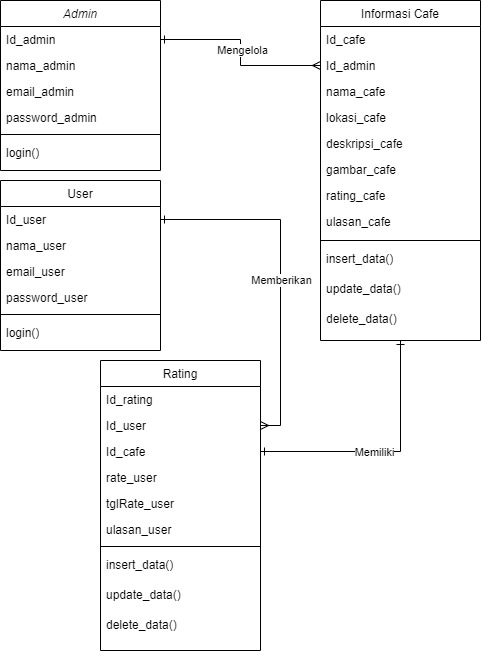 Admin
Id_admin
nama_admin
email_admin
password_admin
login()
Mengelola
Informasi Cafe
Id_cafe
Id_admin
nama_cafe
lokasi_cafe
deskripsi_cafe
gambar_cafe
rating_cafe
ulasan_cafe
insert_data()
update_data()
delete_data()
User
Id_user
nama_user
email_user
password_user
login()
Memberikan
Rating
Id_rating
Id_user
Id_cafe
rate_user
tglRate_user
ulasan_user
insert_data()
update_data()
delete_data()
Memiliki